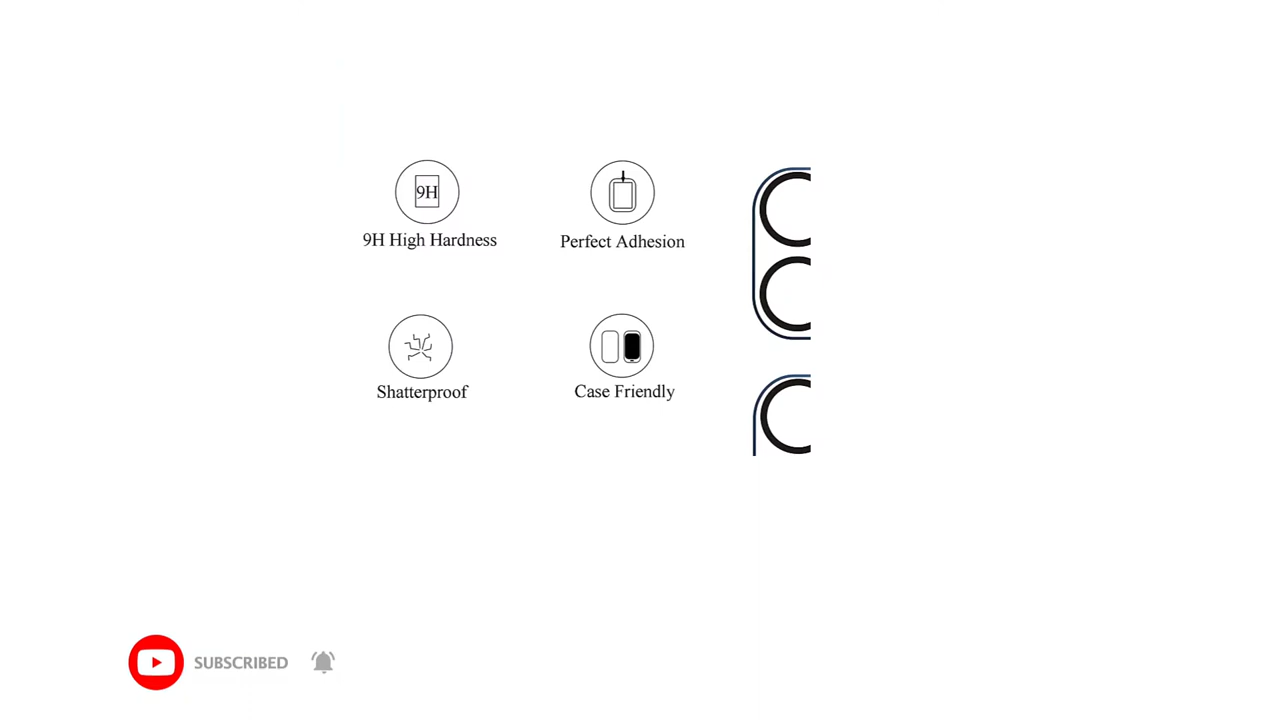 9H
9H High Hardness
Perfect Adhesion
Shatterproof
Case Friendly
SUBSCRIBED